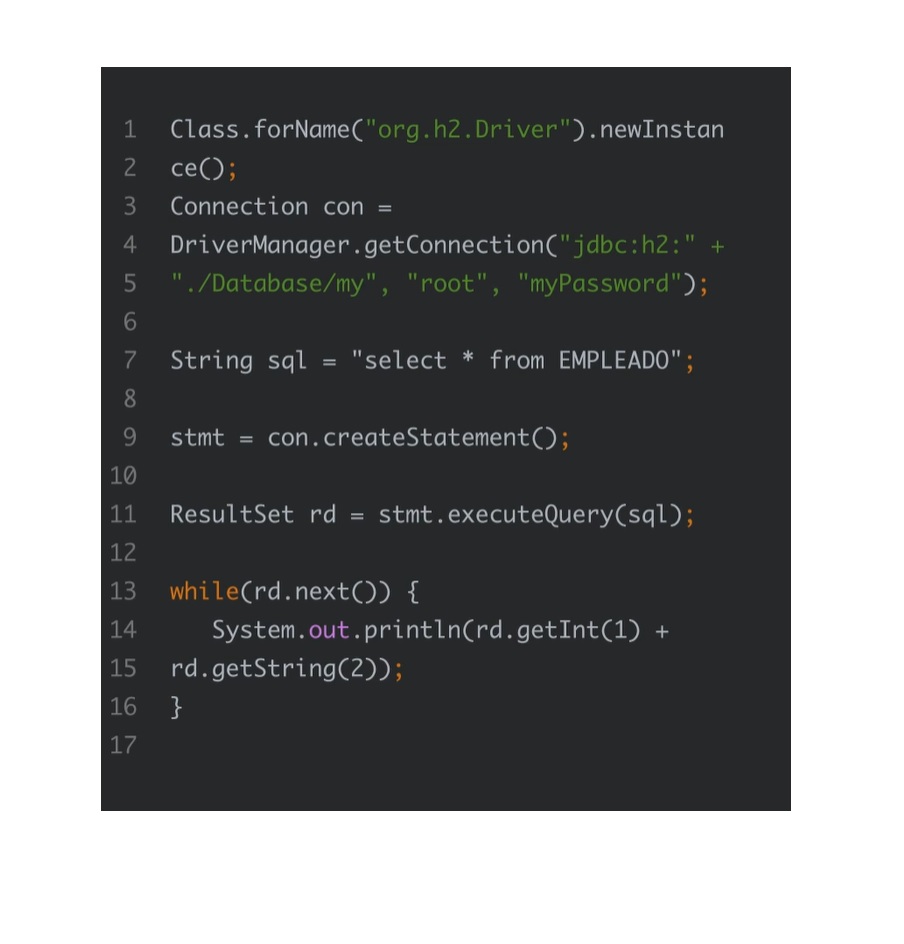 1 Class.forName("org.h2.Driver").newInstan
2 ce();
3 Connection con =
4 DriverManager.getConnection("jdbc:h2:" +
5 "./Database/my", "root", "myPassword");
6
7 String sql = "select * from EMPLEADO";
8
9 stmt = con.createStatement();
10
11 ResultSet rd = stmt.executeQuery(sql);
12
13 while(rd.next()) {
14    System.out.println(rd.getInt(1) +
15 rd.getString(2));
16 }
17